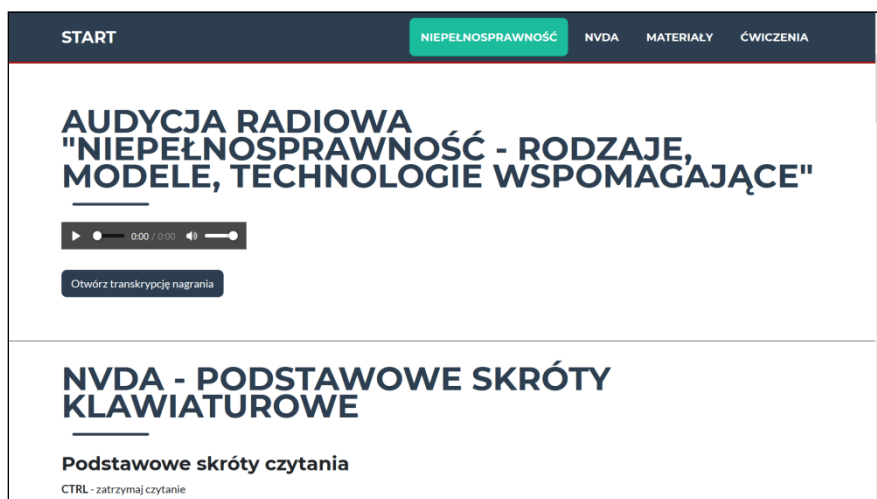 START
NIEPEŁNOSPRAWNOŚĆ NVDA MATERIAŁY ĆWICZENIA
AUDYCJA RADIOWA
"NIEPEŁNOSPRAWNOŚĆ - RODZAJE,
MODELE, TECHNOLOGIE WSPOMAGAJĄCE"
0:00 / 0:00
Otwórz transkrypcję nagrania
NVDA - PODSTAWOWE SKRÓTY
KLAWIATUROWE
Podstawowe skróty czytania
CTRL - zatrzymaj czytanie